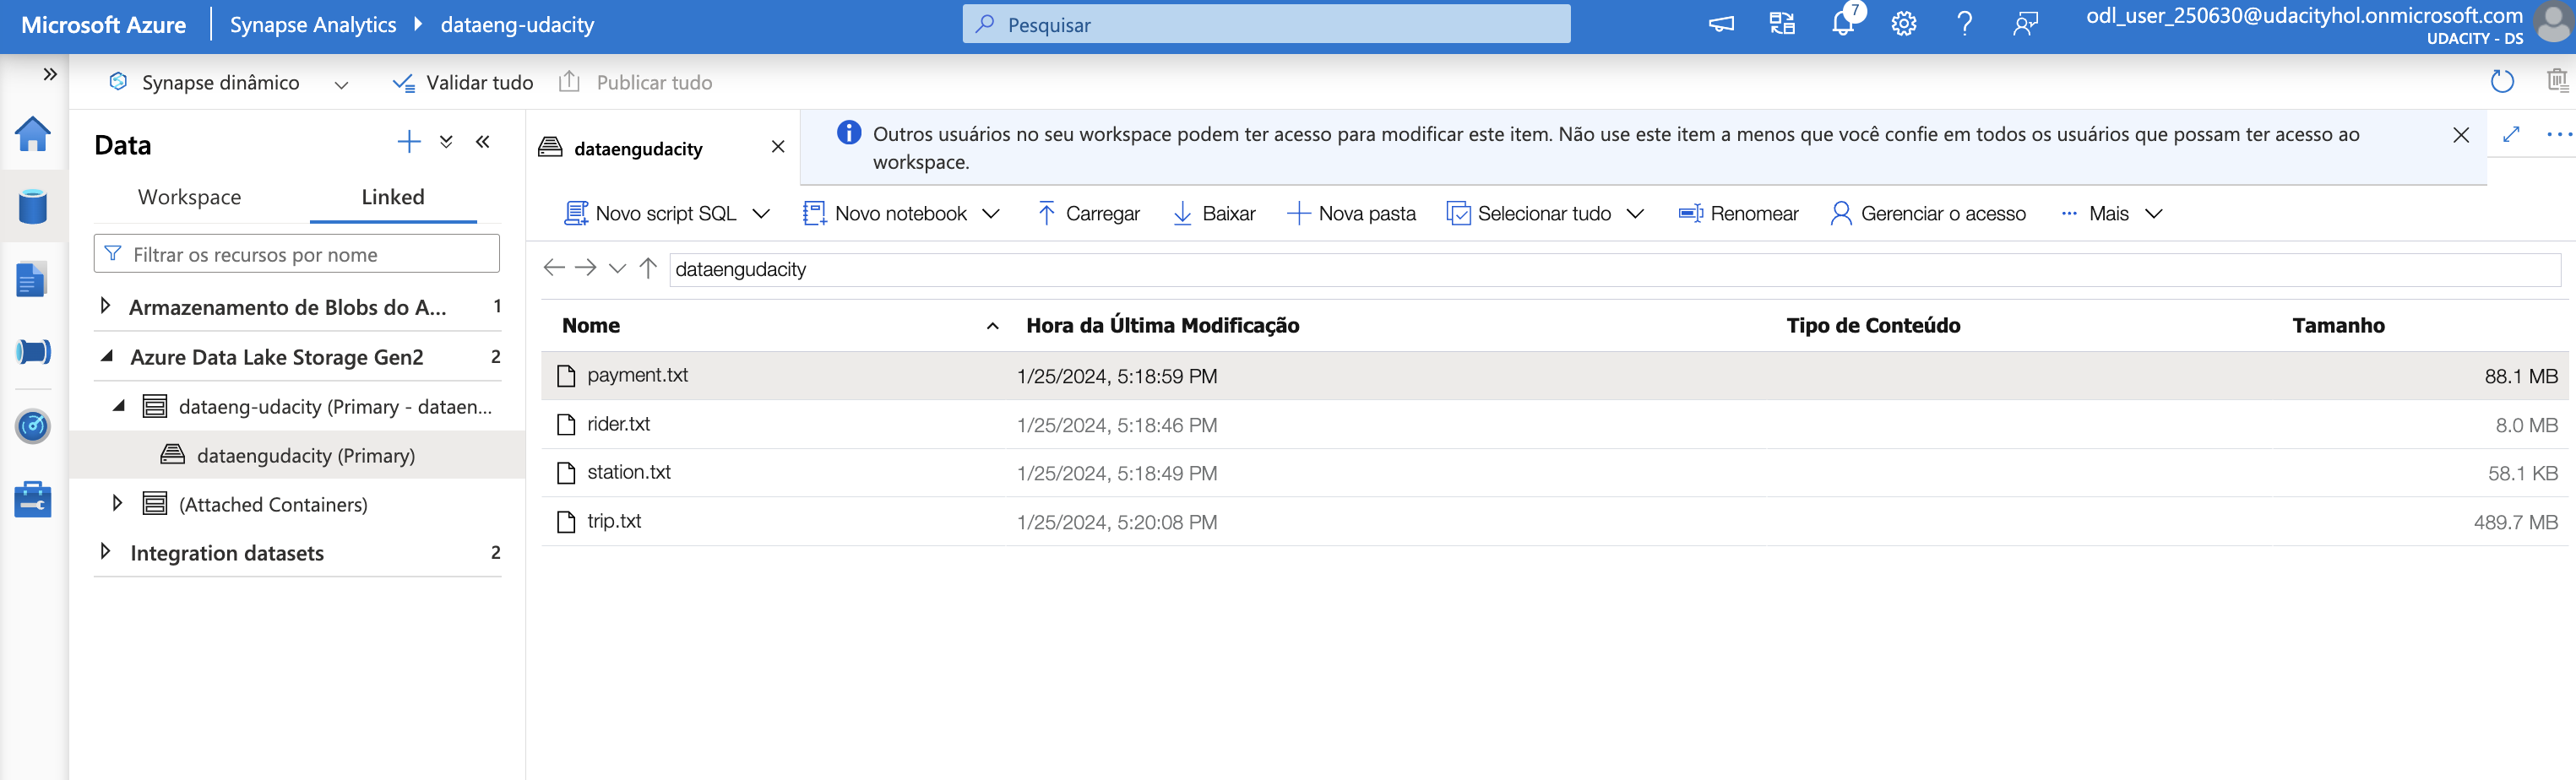 Microsoft Azure
Synapse Analytics
dataeng-udacity
Pesquisar
7
odl_user_250630@udacityhol.onmicrosoft.com
UDACITY - DS
Synapse dinâmico
Validar tudo
Publicar tudo
Data
Workspace
Linked
Filtrar os recursos por nome
Armazenamento de Blobs do A... 1
Azure Data Lake Storage Gen2 2
dataeng-udacity (Primary - dataen...
dataengudacity (Primary)
(Attached Containers)
Integration datasets 2
dataengudacity
Outros usuários no seu workspace podem ter acesso para modificar este item. Não use este item a menos que você confie em todos os usuários que possam ter acesso ao
workspace.
Novo script SQL
Novo notebook
Carregar
Baixar
Nova pasta
Selecionar tudo
Renomear
Gerenciar o acesso
Mais
dataengudacity
Nome Hora da Última Modificação Tipo de Conteúdo Tamanho
payment.txt 1/25/2024, 5:18:59 PM 88.1 MB
rider.txt 1/25/2024, 5:18:46 PM 8.0 MB
station.txt 1/25/2024, 5:18:49 PM 58.1 KB
trip.txt 1/25/2024, 5:20:08 PM 489.7 MB